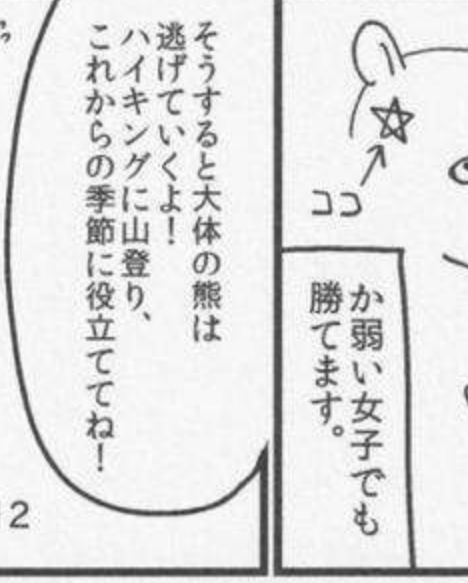 ココ
か弱い女子でも
勝てます。
そうすると大体の熊は
逃げていくよ！
ハイキングに山登り、
これからの季節に役立ててね！
2